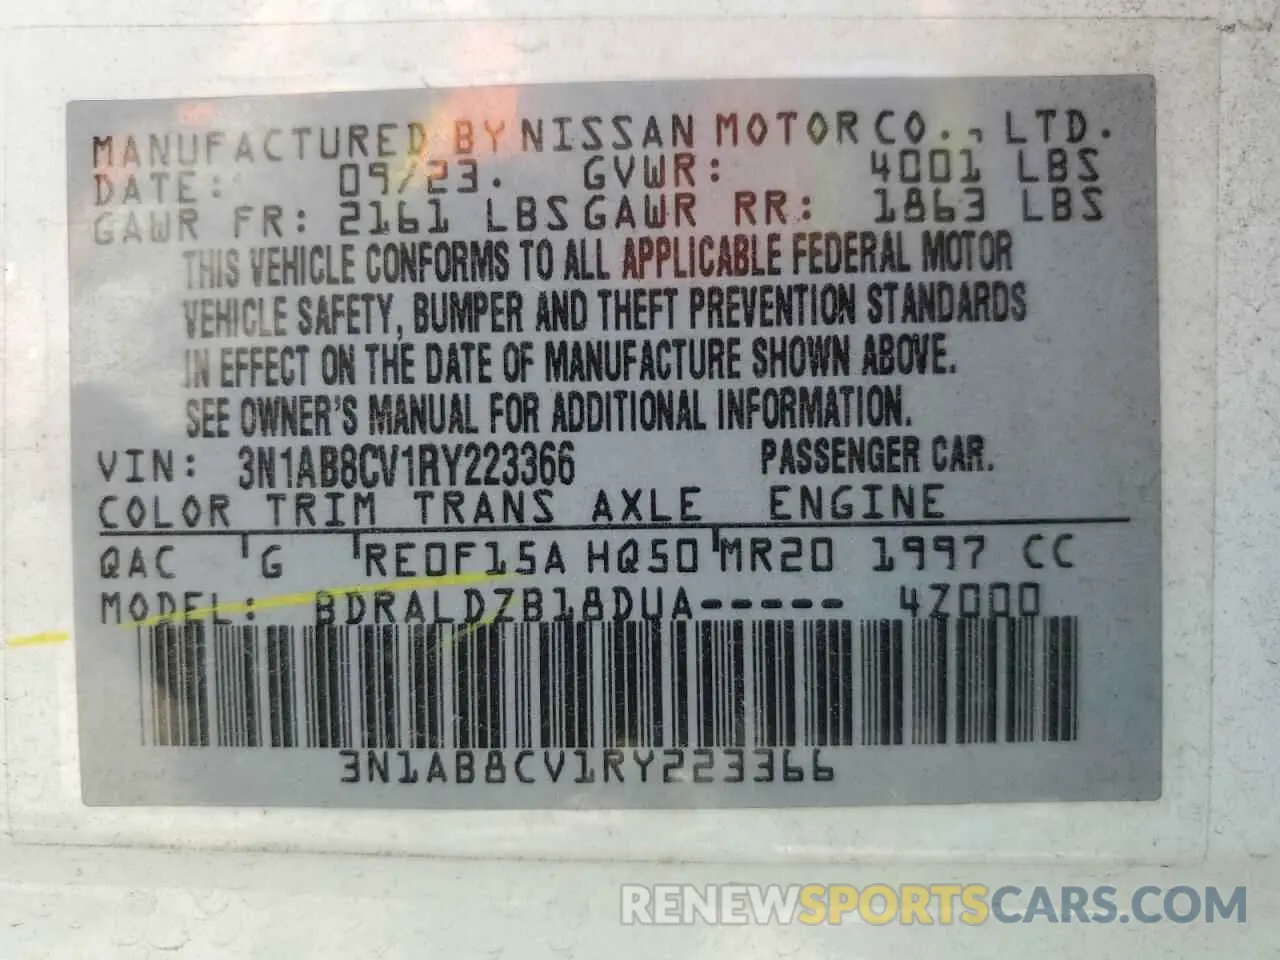 MANUFACTURED BY NISSAN MOTOR CO., LTD.
DATE: 09/23. GVWR: 4001 LBS
GAWR FR: 2161 LBS GAWR RR: 1863 LBS
THIS VEHICLE CONFORMS TO ALL APPLICABLE FEDERAL MOTOR
VEHICLE SAFETY, BUMPER AND THEFT PREVENTION STANDARDS
IN EFFECT ON THE DATE OF MANUFACTURE SHOWN ABOVE.
SEE OWNER'S MANUAL FOR ADDITIONAL INFORMATION.
VIN: 3N1AB8CV1RY223366 PASSENGER CAR.
COLOR TRIM TRANS AXLE ENGINE
QAC G RE0F15A HQ50 MR20 1997 CC
MODEL: BDRALDZB18DUA----- 4Z000
3N1AB8CV1RY223366
RENEWSPORTSCARS.COM